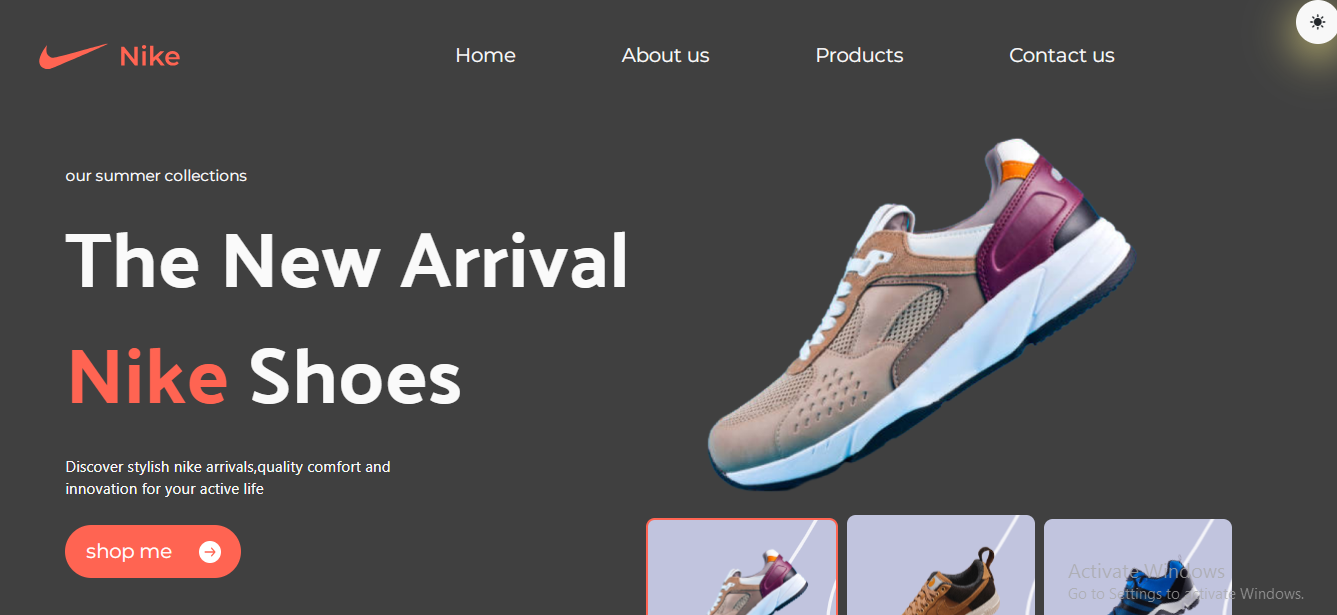 Nike
Home
About us
Products
Contact us
our summer collections
The New Arrival
Nike Shoes
Discover stylish nike arrivals,quality comfort and
innovation for your active life
shop me
Activate Windows
Go to Settings to activate Windows.